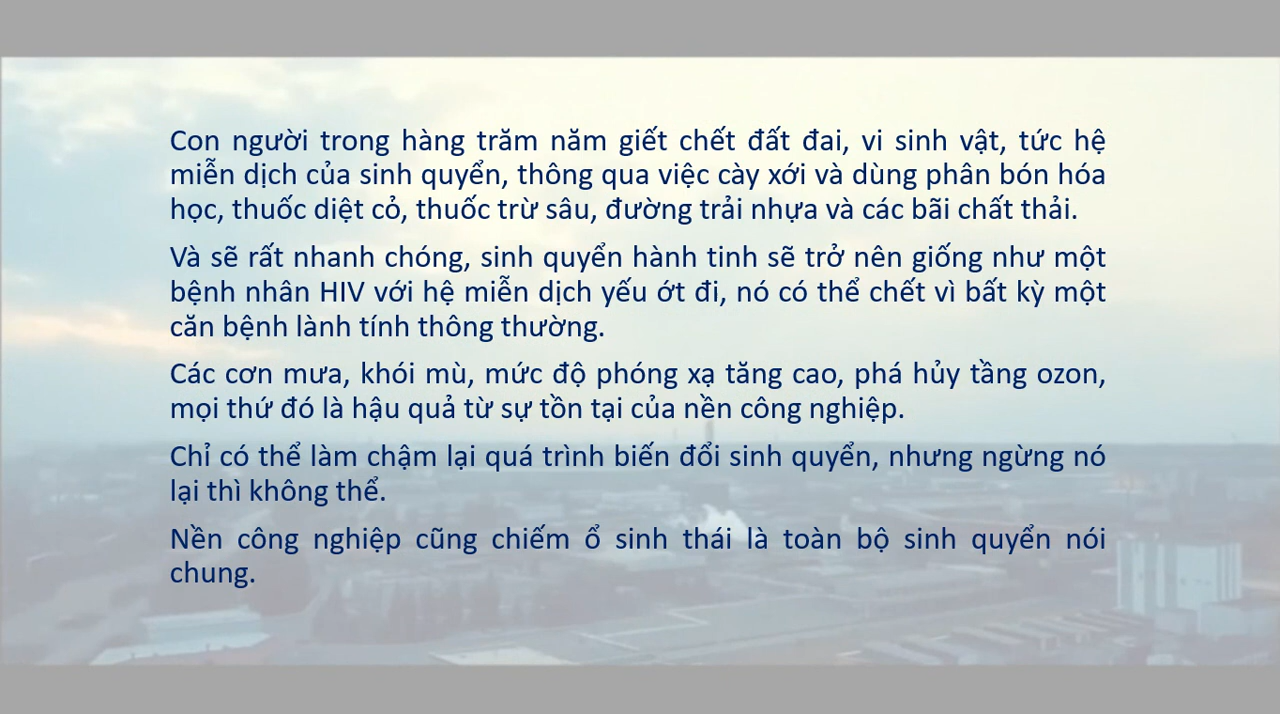 Con người trong hàng trăm năm giết chết đất đai, vi sinh vật, tức hệ
miễn dịch của sinh quyển, thông qua việc cày xới và dùng phân bón hóa
học, thuốc diệt cỏ, thuốc trừ sâu, đường trải nhựa và các bãi chất thải.
Và sẽ rất nhanh chóng, sinh quyển hành tinh sẽ trở nên giống như một
bệnh nhân HIV với hệ miễn dịch yếu ớt đi, nó có thể chết vì bất kỳ một
căn bệnh lành tính thông thường.
Các cơn mưa, khói mù, mức độ phóng xạ tăng cao, phá hủy tầng ozon,
mọi thứ đó là hậu quả từ sự tồn tại của nền công nghiệp.
Chỉ có thể làm chậm lại quá trình biến đổi sinh quyển, nhưng ngừng nó
lại thì không thể.
Nền công nghiệp cũng chiếm ổ sinh thái là toàn bộ sinh quyển nói
chung.